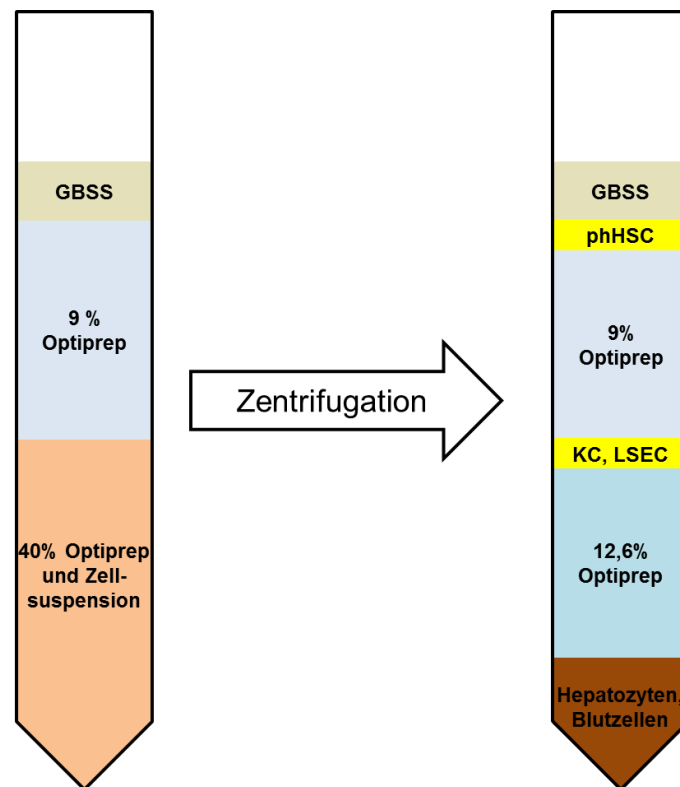 GBSS
9 %
Optiprep
40% Optiprep
und Zell-
suspension
Zentrifugation
GBSS
phHSC
9%
Optiprep
KC, LSEC
12,6%
Optiprep
Hepatozyten,
Blutzellen